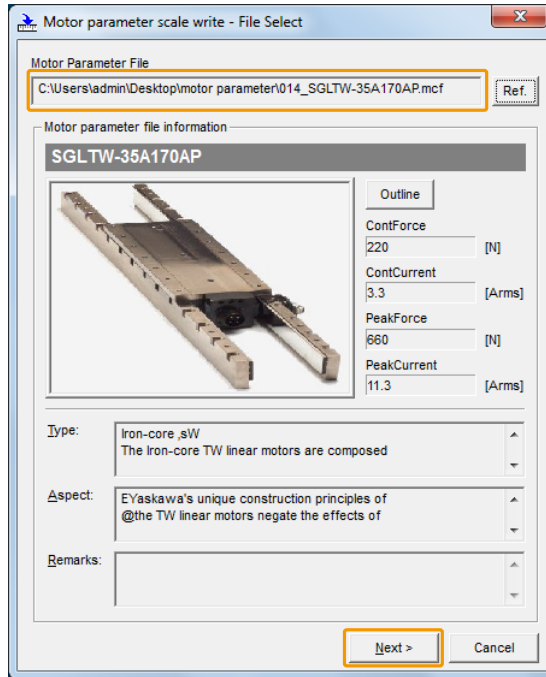 Motor parameter scale write - File Select
x
Motor Parameter File
C:\Users\admin\Desktop\motor parameter\014_SGLTW-35A170AP.mcf
Ref.
Motor parameter file information
SGLTW-35A170AP
Outline
ContForce
220 [N]
ContCurrent
3.3 [Arms]
PeakForce
660 [N]
PeakCurrent
11.3 [Arms]
Type: Iron-core ,sW
The Iron-core TW linear motors are composed
Aspect: EYaskawa's unique construction principles of
@the TW linear motors negate the effects of
Remarks:
Next > Cancel